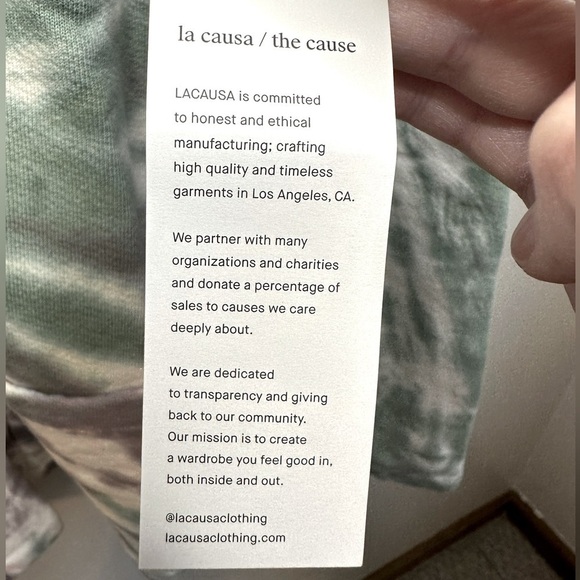 la causa / the cause
LACAUSA is committed
to honest and ethical
manufacturing; crafting
high quality and timeless
garments in Los Angeles, CA.
We partner with many
organizations and charities
and donate a percentage of
sales to causes we care
deeply about.
We are dedicated
to transparency and giving
back to our community.
Our mission is to create
a wardrobe you feel good in,
both inside and out.
@lacausaclothing
lacausaclothing.com